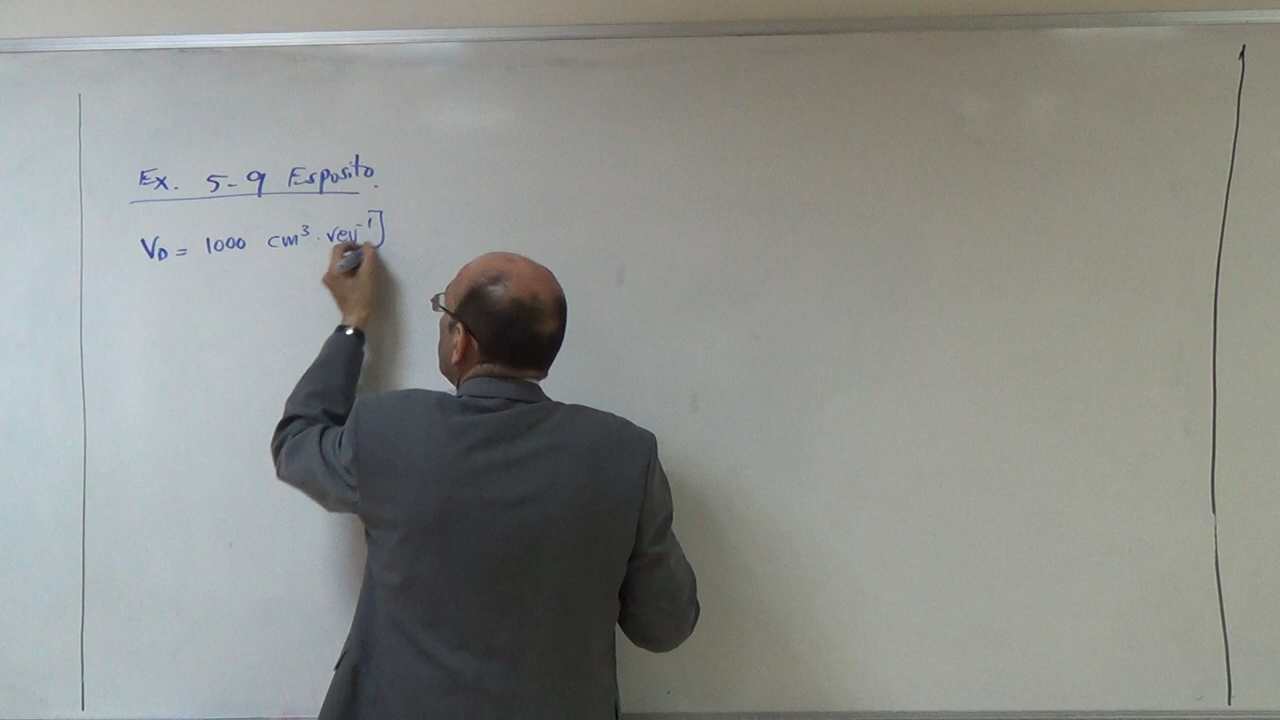 Ex. 5-9 Esposito.
V_D = 1000 cm³·rev⁻¹]